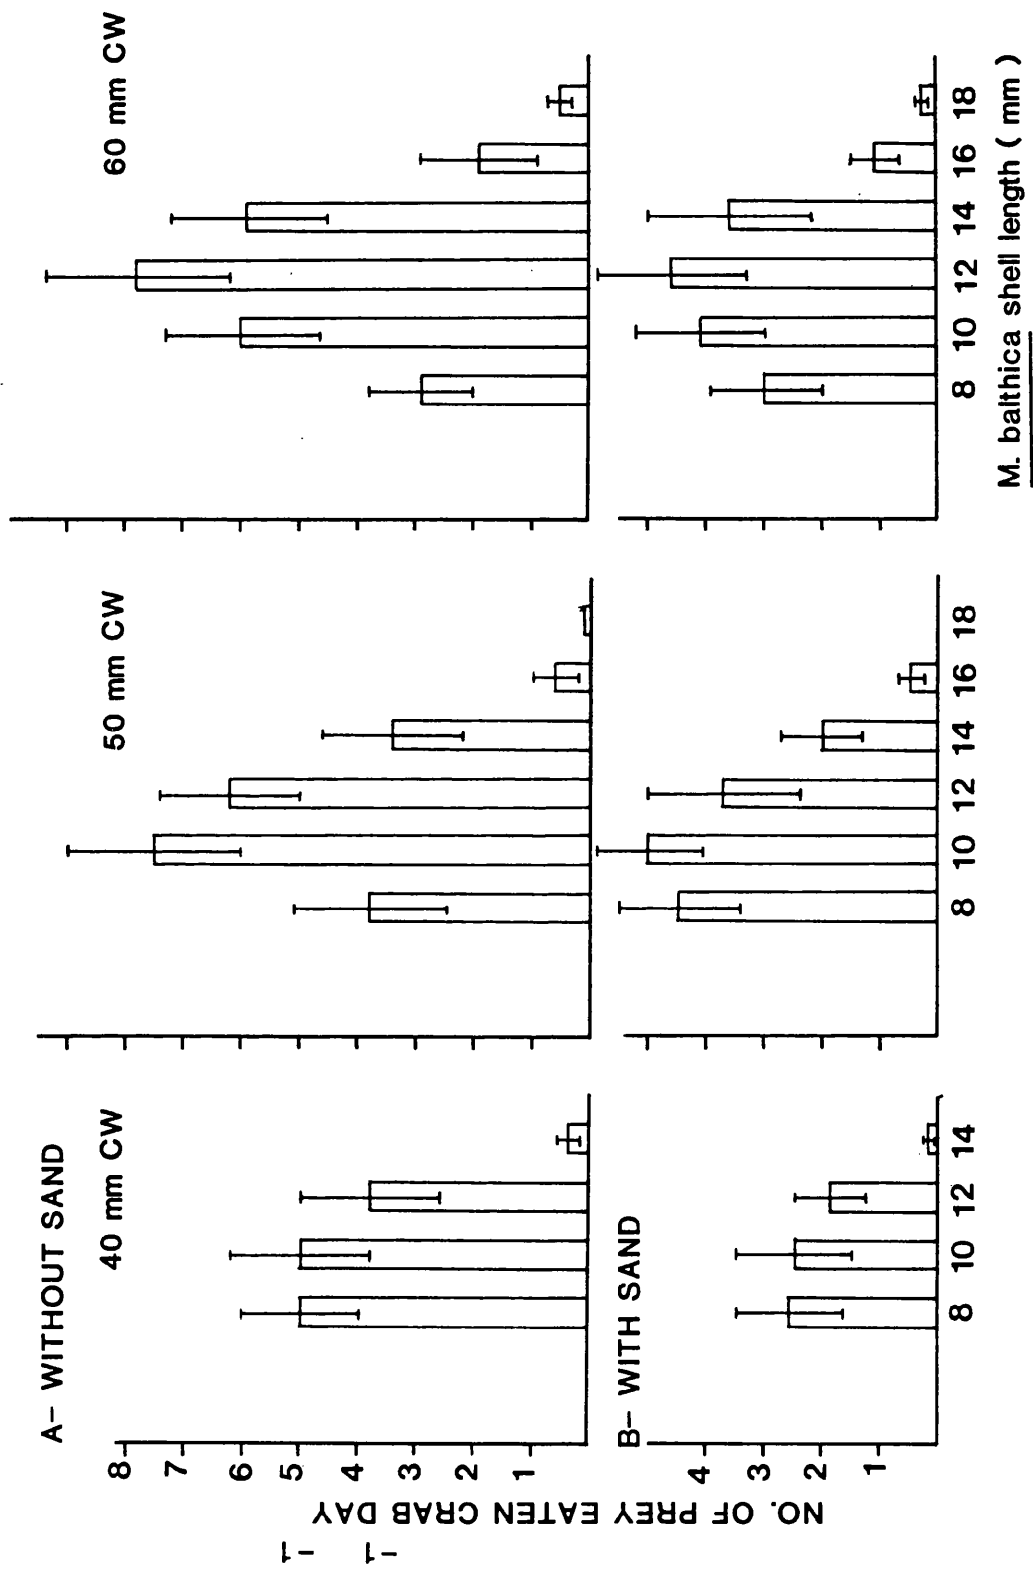 A– WITHOUT SAND
40 mm CW
50 mm CW
60 mm CW
8
7
6
5
4
3
2
1
B– WITH SAND
4
3
2
1
NO. OF PREY EATEN CRAB⁻¹ DAY⁻¹
8 10 12 14
8 10 12 14 16 18
8 10 12 14 16 18
M. balthica shell length ( mm )